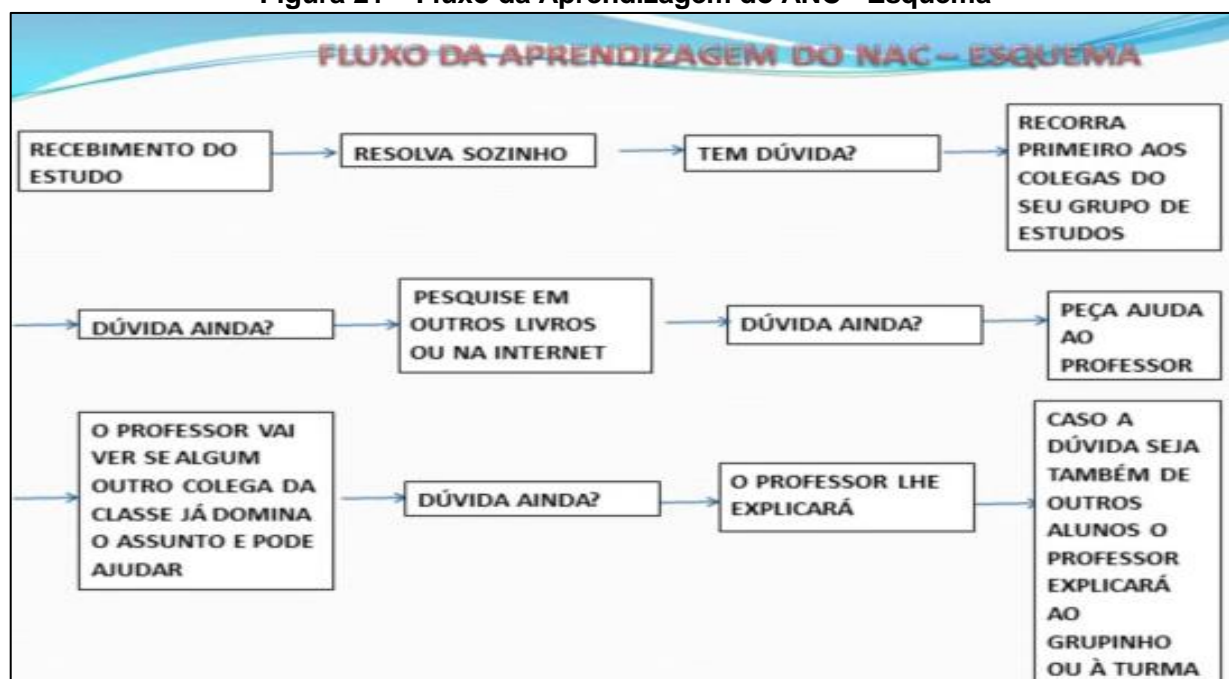 Figura 21 – Fluxo da Aprendizagem do ANC - Esquema
FLUXO DA APRENDIZAGEM DO NAC – ESQUEMA
RECEBIMENTO DO
ESTUDO
RESOLVA SOZINHO
TEM DÚVIDA?
RECORRA
PRIMEIRO AOS
COLEGAS DO
SEU GRUPO DE
ESTUDOS
DÚVIDA AINDA?
PESQUISE EM
OUTROS LIVROS
OU NA INTERNET
DÚVIDA AINDA?
PEÇA AJUDA
AO
PROFESSOR
O PROFESSOR VAI
VER SE ALGUM
OUTRO COLEGA DA
CLASSE JÁ DOMINA
O ASSUNTO E PODE
AJUDAR
DÚVIDA AINDA?
O PROFESSOR LHE
EXPLICARÁ
CASO A
DÚVIDA SEJA
TAMBÉM DE
OUTROS
ALUNOS O
PROFESSOR
EXPLICARÁ
AO
GRUPINHO
OU À TURMA